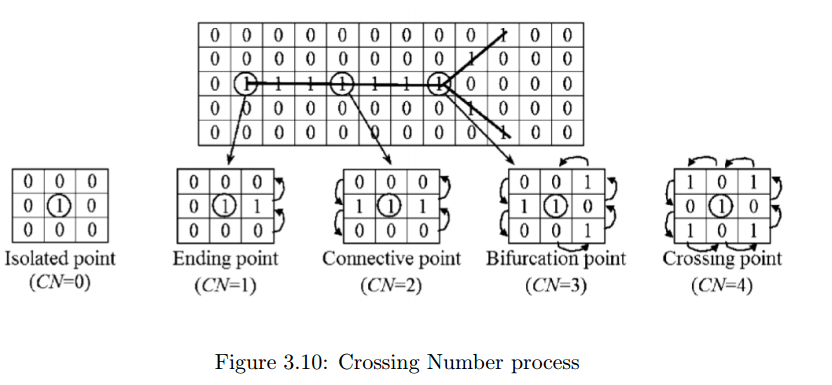 0 0 0 0 0 0 0 0 0 1 0 0
0 0 0 0 0 0 0 0 1 0 0 0
0 1 1 1 1 1 1 1 0 0 0 0
0 0 0 0 0 0 0 0 1 0 0 0
0 0 0 0 0 0 0 0 0 1 0 0
0 0 0
0 1 0
0 0 0
Isolated point
(CN=0)
0 0 0
0 1 1
0 0 0
Ending point
(CN=1)
0 0 0
1 1 1
0 0 0
Connective point
(CN=2)
0 0 1
1 1 0
0 0 1
Bifurcation point
(CN=3)
1 0 1
0 1 0
1 0 1
Crossing point
(CN=4)
Figure 3.10: Crossing Number process